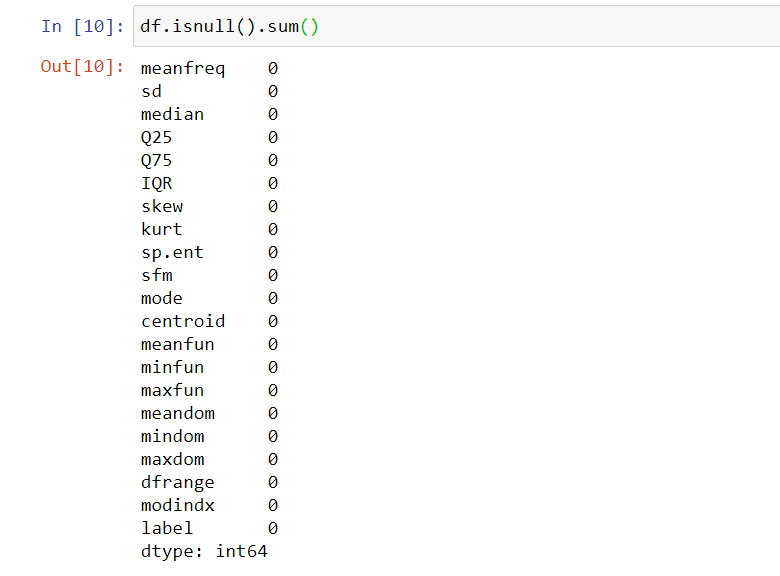 In [10]: df.isnull().sum()
Out[10]: meanfreq    0
sd          0
median      0
Q25         0
Q75         0
IQR         0
skew        0
kurt        0
sp.ent      0
sfm         0
mode        0
centroid    0
meanfun     0
minfun      0
maxfun      0
meandom     0
mindom      0
maxdom      0
dfrange     0
modindx     0
label       0
dtype: int64